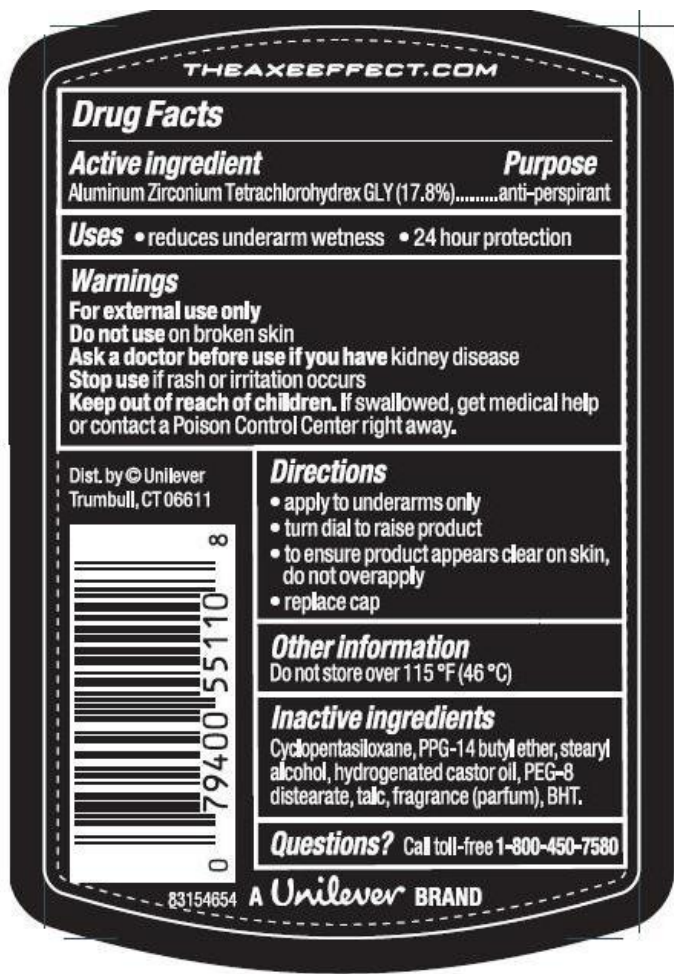 THEAXEEFFECT.COM
Drug Facts
Active ingredient Purpose
Aluminum Zirconium Tetrachlorohydrex GLY (17.8%).........anti-perspirant
Uses • reduces underarm wetness • 24 hour protection
Warnings
For external use only
Do not use on broken skin
Ask a doctor before use if you have kidney disease
Stop use if rash or irritation occurs
Keep out of reach of children. If swallowed, get medical help
or contact a Poison Control Center right away.
Dist. by © Unilever
Trumbull, CT 06611
0 79400 55110 8
Directions
• apply to underarms only
• turn dial to raise product
• to ensure product appears clear on skin,
do not overapply
• replace cap
Other information
Do not store over 115 °F (46 °C)
Inactive ingredients
Cyclopentasiloxane, PPG-14 butyl ether, stearyl
alcohol, hydrogenated castor oil, PEG-8
distearate, talc, fragrance (parfum), BHT.
Questions? Call toll-free 1-800-450-7580
83154654 A Unilever BRAND